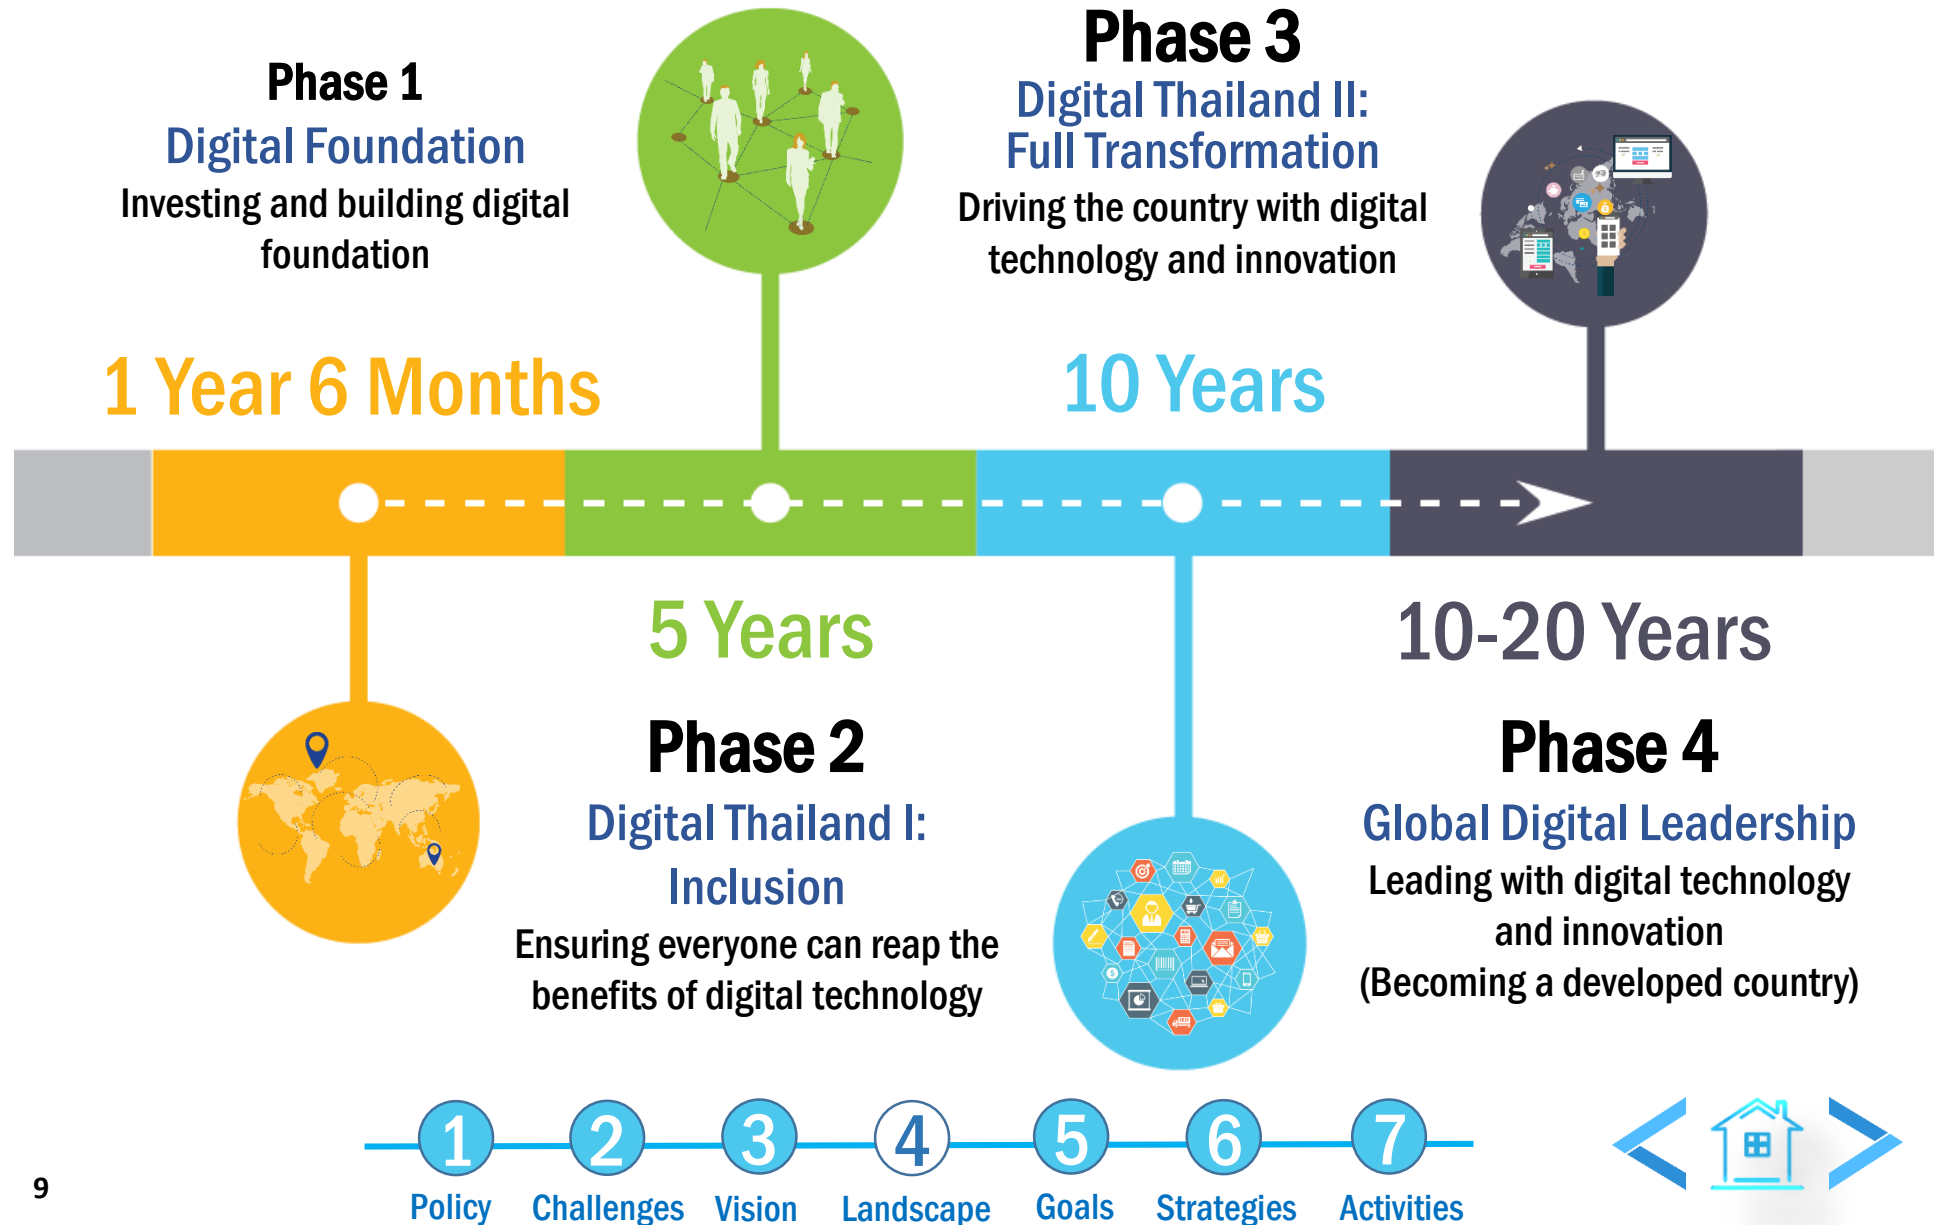 Phase 1
Digital Foundation
Investing and building digital
foundation
1 Year 6 Months
Phase 3
Digital Thailand II:
Full Transformation
Driving the country with digital
technology and innovation
10 Years
5 Years
Phase 2
Digital Thailand I:
Inclusion
Ensuring everyone can reap the
benefits of digital technology
10-20 Years
Phase 4
Global Digital Leadership
Leading with digital technology
and innovation
(Becoming a developed country)
1 2 3 4 5 6 7
Policy Challenges Vision Landscape Goals Strategies Activities
9